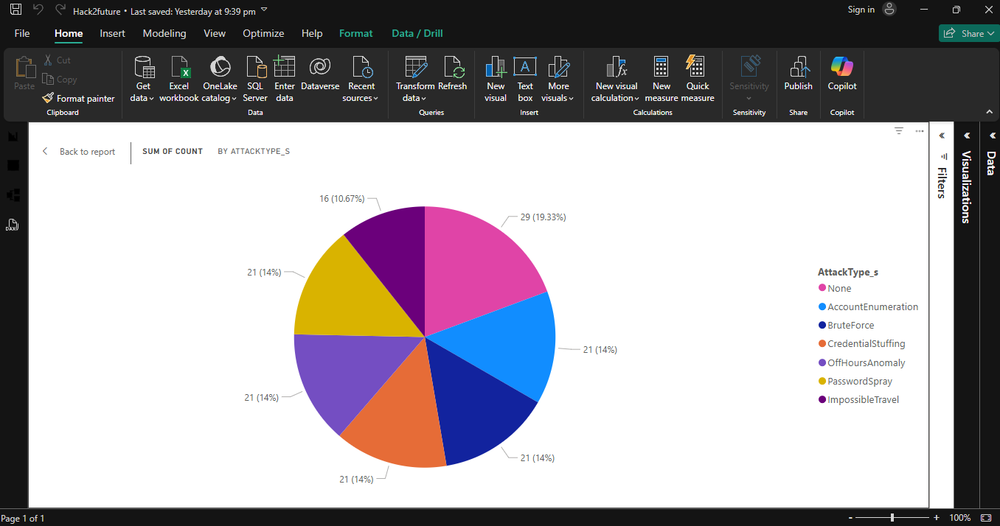 Hack2future • Last saved: Yesterday at 9:39 pm
Sign in
File Home Insert Modeling View Optimize Help Format Data / Drill
Share
Paste
Cut
Copy
Format painter
Clipboard
Get data
Excel workbook
OneLake catalog
SQL Server
Enter data
Dataverse
Recent sources
Data
Transform data
Refresh
Queries
New visual
Text box
More visuals
Insert
New visual calculation
New measure
Quick measure
Calculations
Sensitivity
Sensitivity
Publish
Share
Copilot
Copilot
DAX
Back to report
SUM OF COUNT
BY ATTACKTYPE_S
16 (10.67%)
29 (19.33%)
21 (14%)
21 (14%)
21 (14%)
21 (14%)
21 (14%)
AttackType_s
None
AccountEnumeration
BruteForce
CredentialStuffing
OffHoursAnomaly
PasswordSpray
ImpossibleTravel
Filters
Visualizations
Data
Page 1 of 1
- + 100%